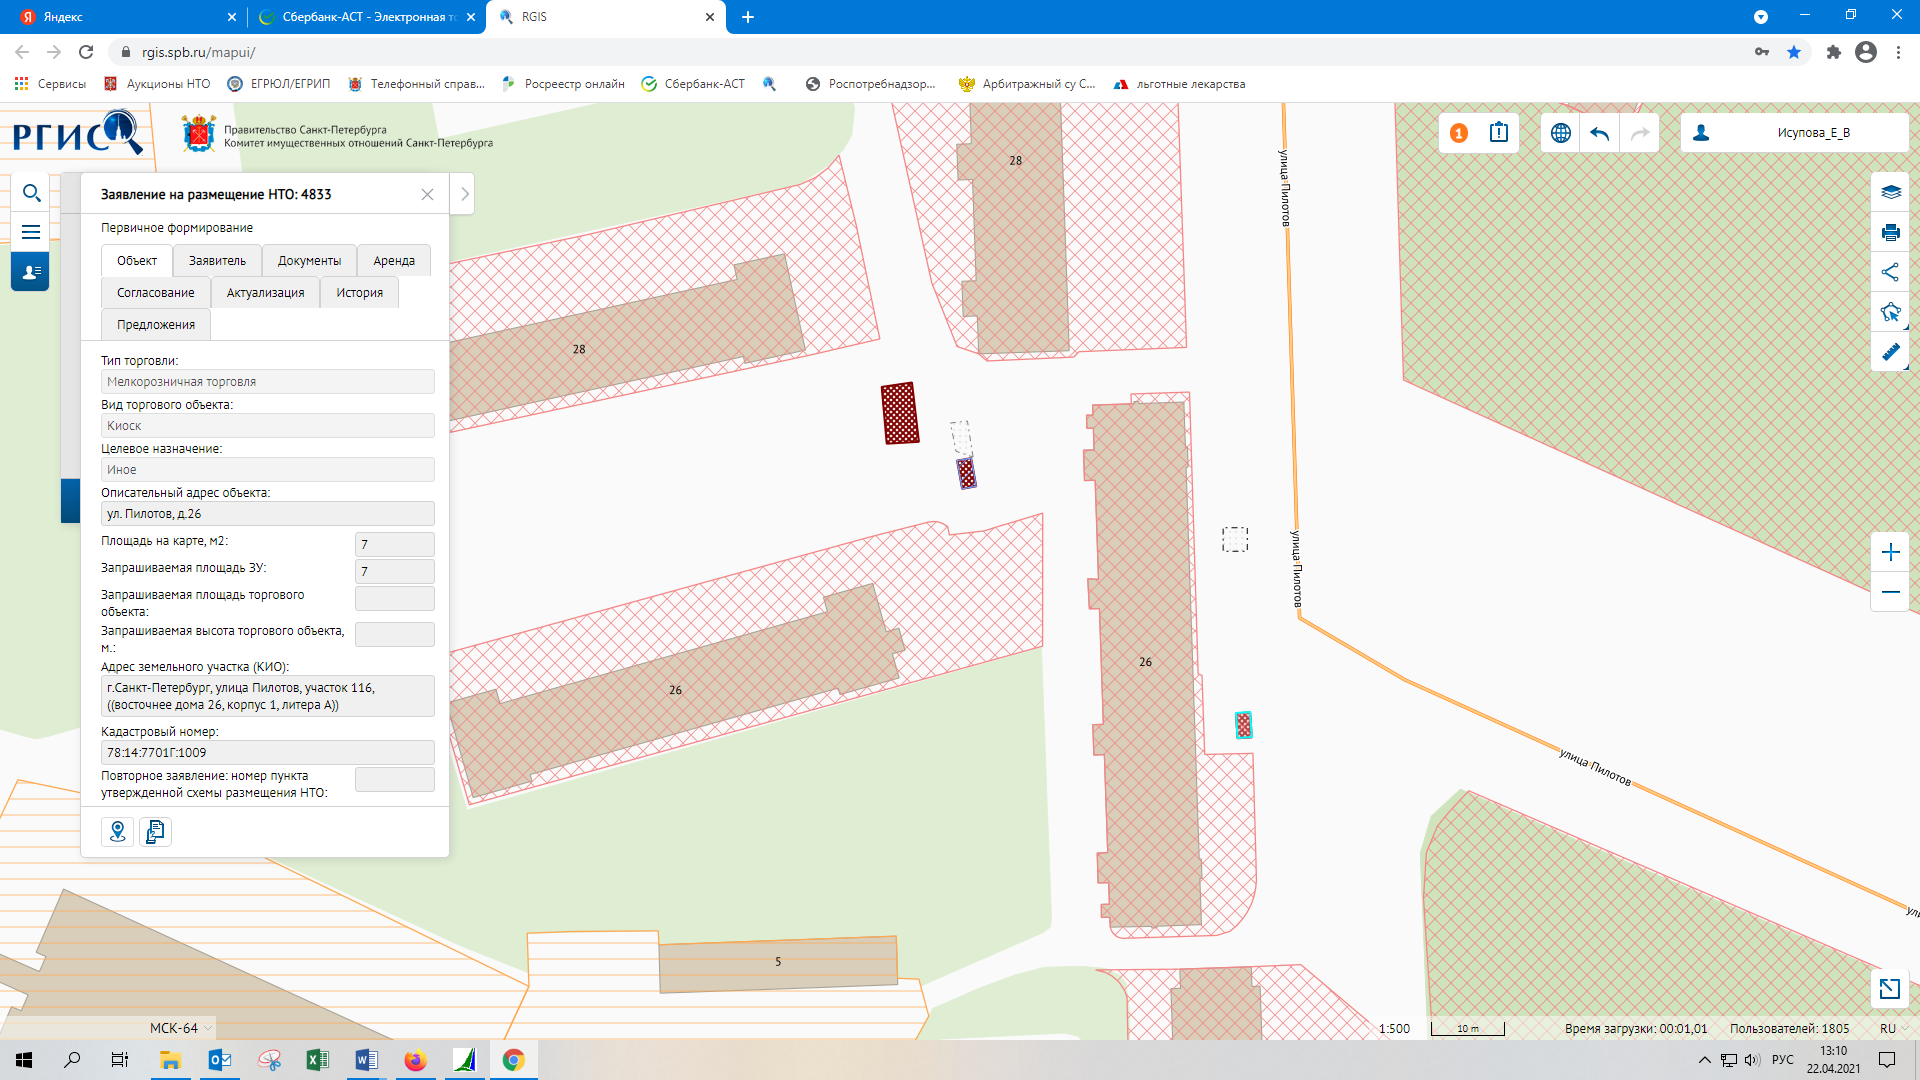 Яндекс
Сбербанк-АСТ - Электронная т
RGIS
rgis.spb.ru/mapui/
Сервисы
Аукционы НТО
ЕГРЮЛ/ЕГРИП
Телефонный справ...
Росреестр онлайн
Сбербанк-АСТ
Роспотребнадзор...
Арбитражный су С...
льготные лекарства
РГИС
Правительство Санкт-Петербурга
Комитет имущественных отношений Санкт-Петербурга
1
Исупова_Е_В
Заявление на размещение НТО: 4833
Первичное формирование
Объект
Заявитель
Документы
Аренда
Согласование
Актуализация
История
Предложения
Тип торговли:
Мелкорозничная торговля
Вид торгового объекта:
Киоск
Целевое назначение:
Иное
Описательный адрес объекта:
ул. Пилотов, д.26
Площадь на карте, м2:
7
Запрашиваемая площадь ЗУ:
7
Запрашиваемая площадь торгового
объекта:
Запрашиваемая высота торгового объекта,
м.:
Адрес земельного участка (КИО):
г.Санкт-Петербург, улица Пилотов, участок 116,
((восточнее дома 26, корпус 1, литера А))
Кадастровый номер:
78:14:7701Г:1009
Повторное заявление: номер пункта
утвержденной схемы размещения НТО:
28
28
26
26
5
улица Пилотов
улица Пилотов
улица Пилотов
ули
МСК-64
1:500
10 m
Время загрузки: 00:01,01
Пользователей: 1805
RU
РУС
13:10
22.04.2021